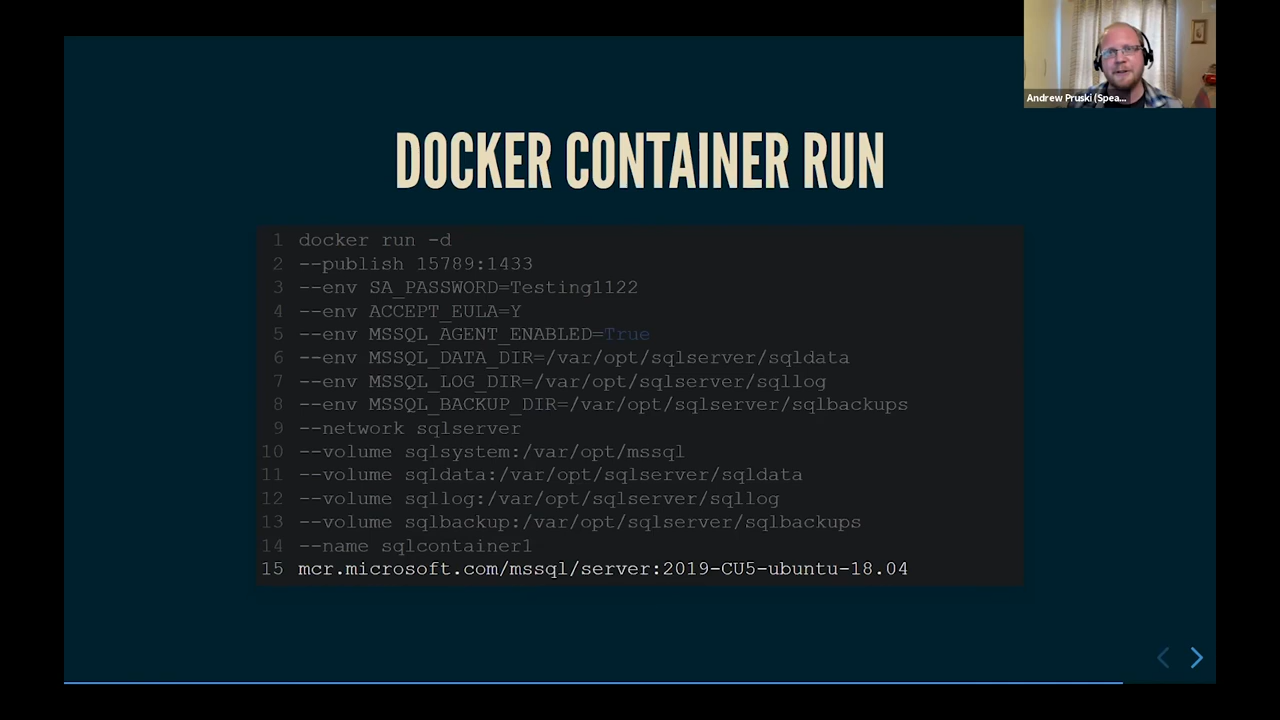 Andrew Pruski (Spea...
DOCKER CONTAINER RUN
1 docker run -d
2 --publish 15789:1433
3 --env SA_PASSWORD=Testing1122
4 --env ACCEPT_EULA=Y
5 --env MSSQL_AGENT_ENABLED=True
6 --env MSSQL_DATA_DIR=/var/opt/sqlserver/sqldata
7 --env MSSQL_LOG_DIR=/var/opt/sqlserver/sqllog
8 --env MSSQL_BACKUP_DIR=/var/opt/sqlserver/sqlbackups
9 --network sqlserver
10 --volume sqlsystem:/var/opt/mssql
11 --volume sqldata:/var/opt/sqlserver/sqldata
12 --volume sqllog:/var/opt/sqlserver/sqllog
13 --volume sqlbackup:/var/opt/sqlserver/sqlbackups
14 --name sqlcontainer1
15 mcr.microsoft.com/mssql/server:2019-CU5-ubuntu-18.04